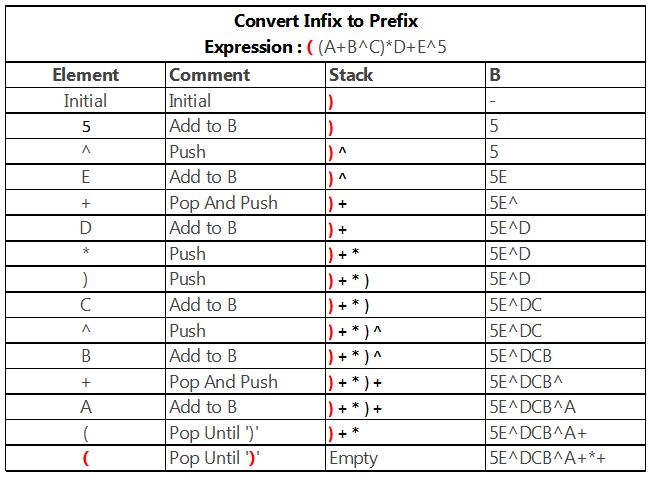 Convert Infix to Prefix
Expression : ( (A+B^C)*D+E^5
Element Comment Stack B
Initial Initial ) -
5 Add to B ) 5
^ Push ) ^ 5
E Add to B ) ^ 5E
+ Pop And Push ) + 5E^
D Add to B ) + 5E^D
* Push ) + * 5E^D
) Push ) + * ) 5E^D
C Add to B ) + * ) 5E^DC
^ Push ) + * ) ^ 5E^DC
B Add to B ) + * ) ^ 5E^DCB
+ Pop And Push ) + * ) + 5E^DCB^
A Add to B ) + * ) + 5E^DCB^A
( Pop Until ')' ) + * 5E^DCB^A+
( Pop Until ')' Empty 5E^DCB^A+*+